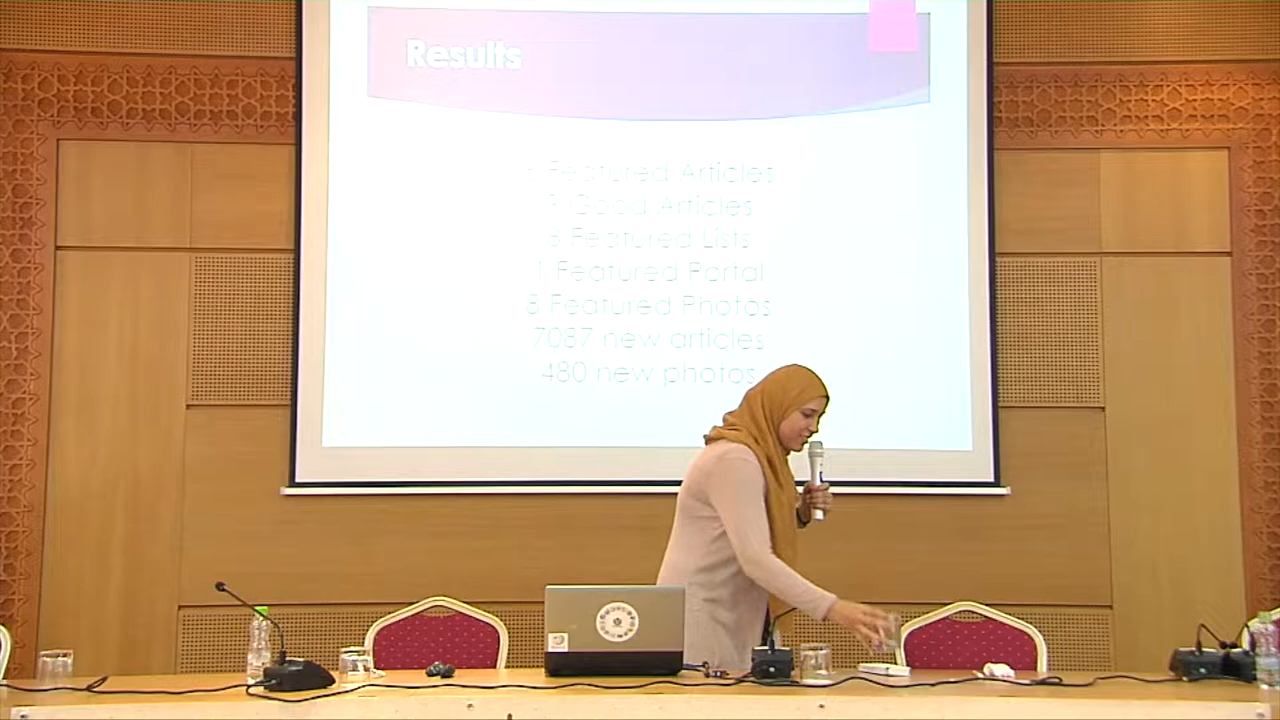 Results
Featured Articles
Good Articles
Featured Lists
1 Featured Portal
8 Featured Photos
7087 new articles
480 new photos